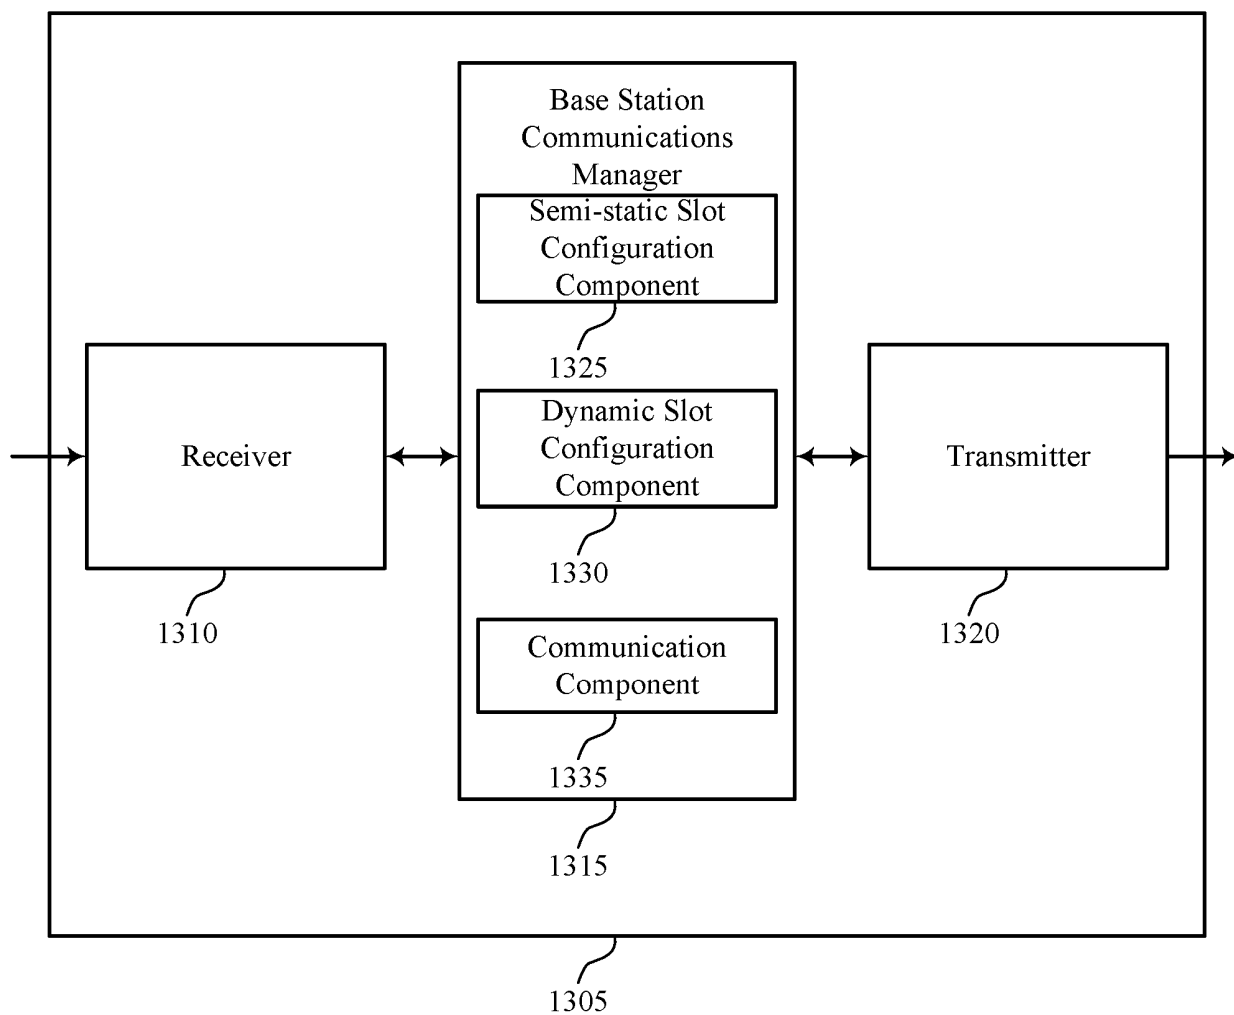 Base Station
Communications
Manager
Semi-static Slot
Configuration
Component
1325
Dynamic Slot
Configuration
Component
1330
Communication
Component
1335
1315
Receiver
1310
Transmitter
1320
1305